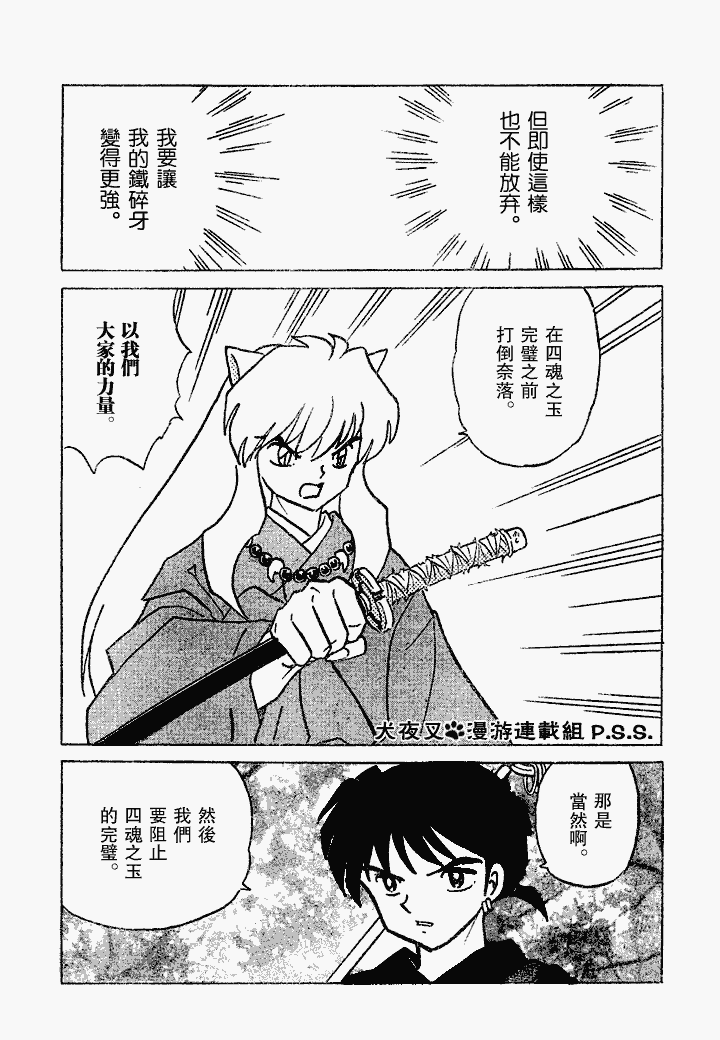 但即使這樣
也不能放弃。
我要讓
我的鐵碎牙
變得更強。
在四魂之玉
完璧之前
打倒奈落。
以我們
大家的力量。
犬夜叉漫游連載組 P.S.S.
那是
當然啊。
然後
我們
要阻止
四魂之玉
的完璧。